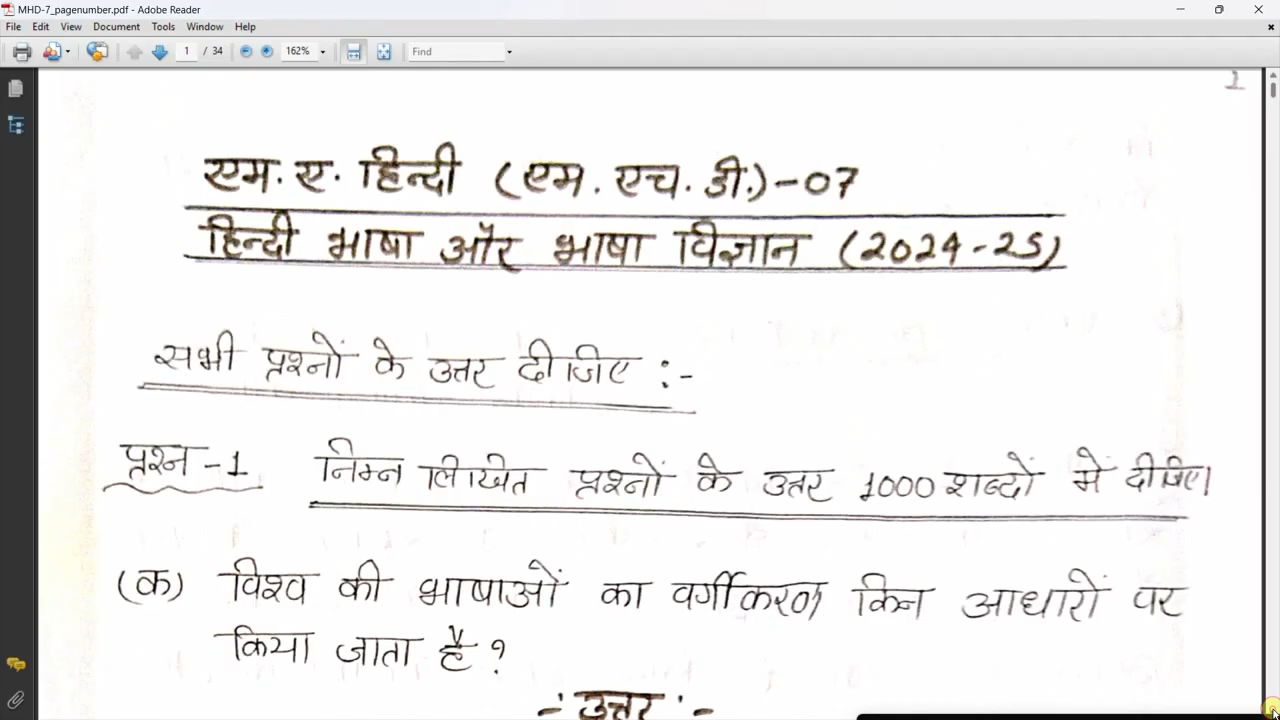 MHD-7_pagenumber.pdf - Adobe Reader
File Edit View Document Tools Window Help
1 / 34 162% Find
1
एम. ए. हिन्दी (एम. एच. डी.)-07
हिन्दी भाषा और भाषा विज्ञान (2024-25)
सभी प्रश्नों के उत्तर दीजिए :-
प्रश्न -1 निम्न लिखित प्रश्नों के उत्तर 1000 शब्दों में दीजिए।
(क) विश्व की भाषाओं का वर्गीकरण किन आधारों पर
किया जाता है ?
-: उत्तर :-